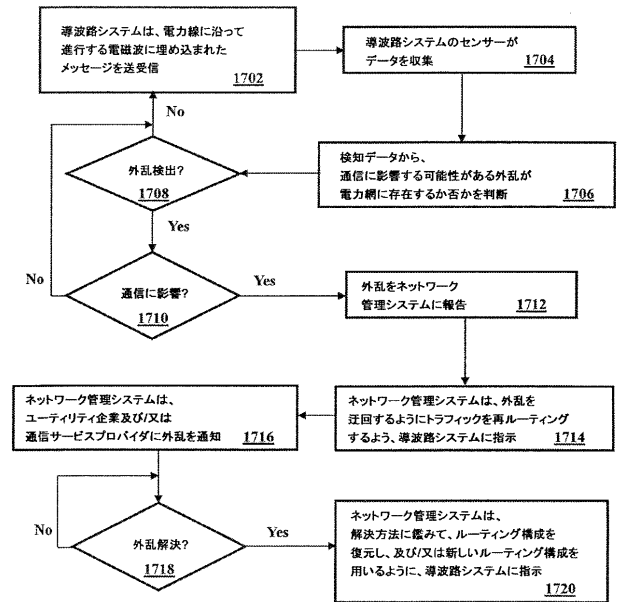 導波路システムは、電力線に沿って
進行する電磁波に埋め込まれた
メッセージを送受信
1702
導波路システムのセンサーが
データを収集
1704
検知データから、
通信に影響する可能性がある外乱が
電力網に存在するか否かを判断
1706
外乱検出?
1708
No
Yes
通信に影響?
1710
No
Yes
外乱をネットワーク
管理システムに報告
1712
ネットワーク管理システムは、外乱を
迂回するようにトラフィックを再ルーティング
するよう、導波路システムに指示
1714
ネットワーク管理システムは、
ユーティリティ企業及び/又は
通信サービスプロバイダに外乱を通知
1716
外乱解決?
1718
No
Yes
ネットワーク管理システムは、
解決方法に鑑みて、ルーティング構成を
復元し、及び/又は新しいルーティング構成を
用いるように、導波路システムに指示
1720